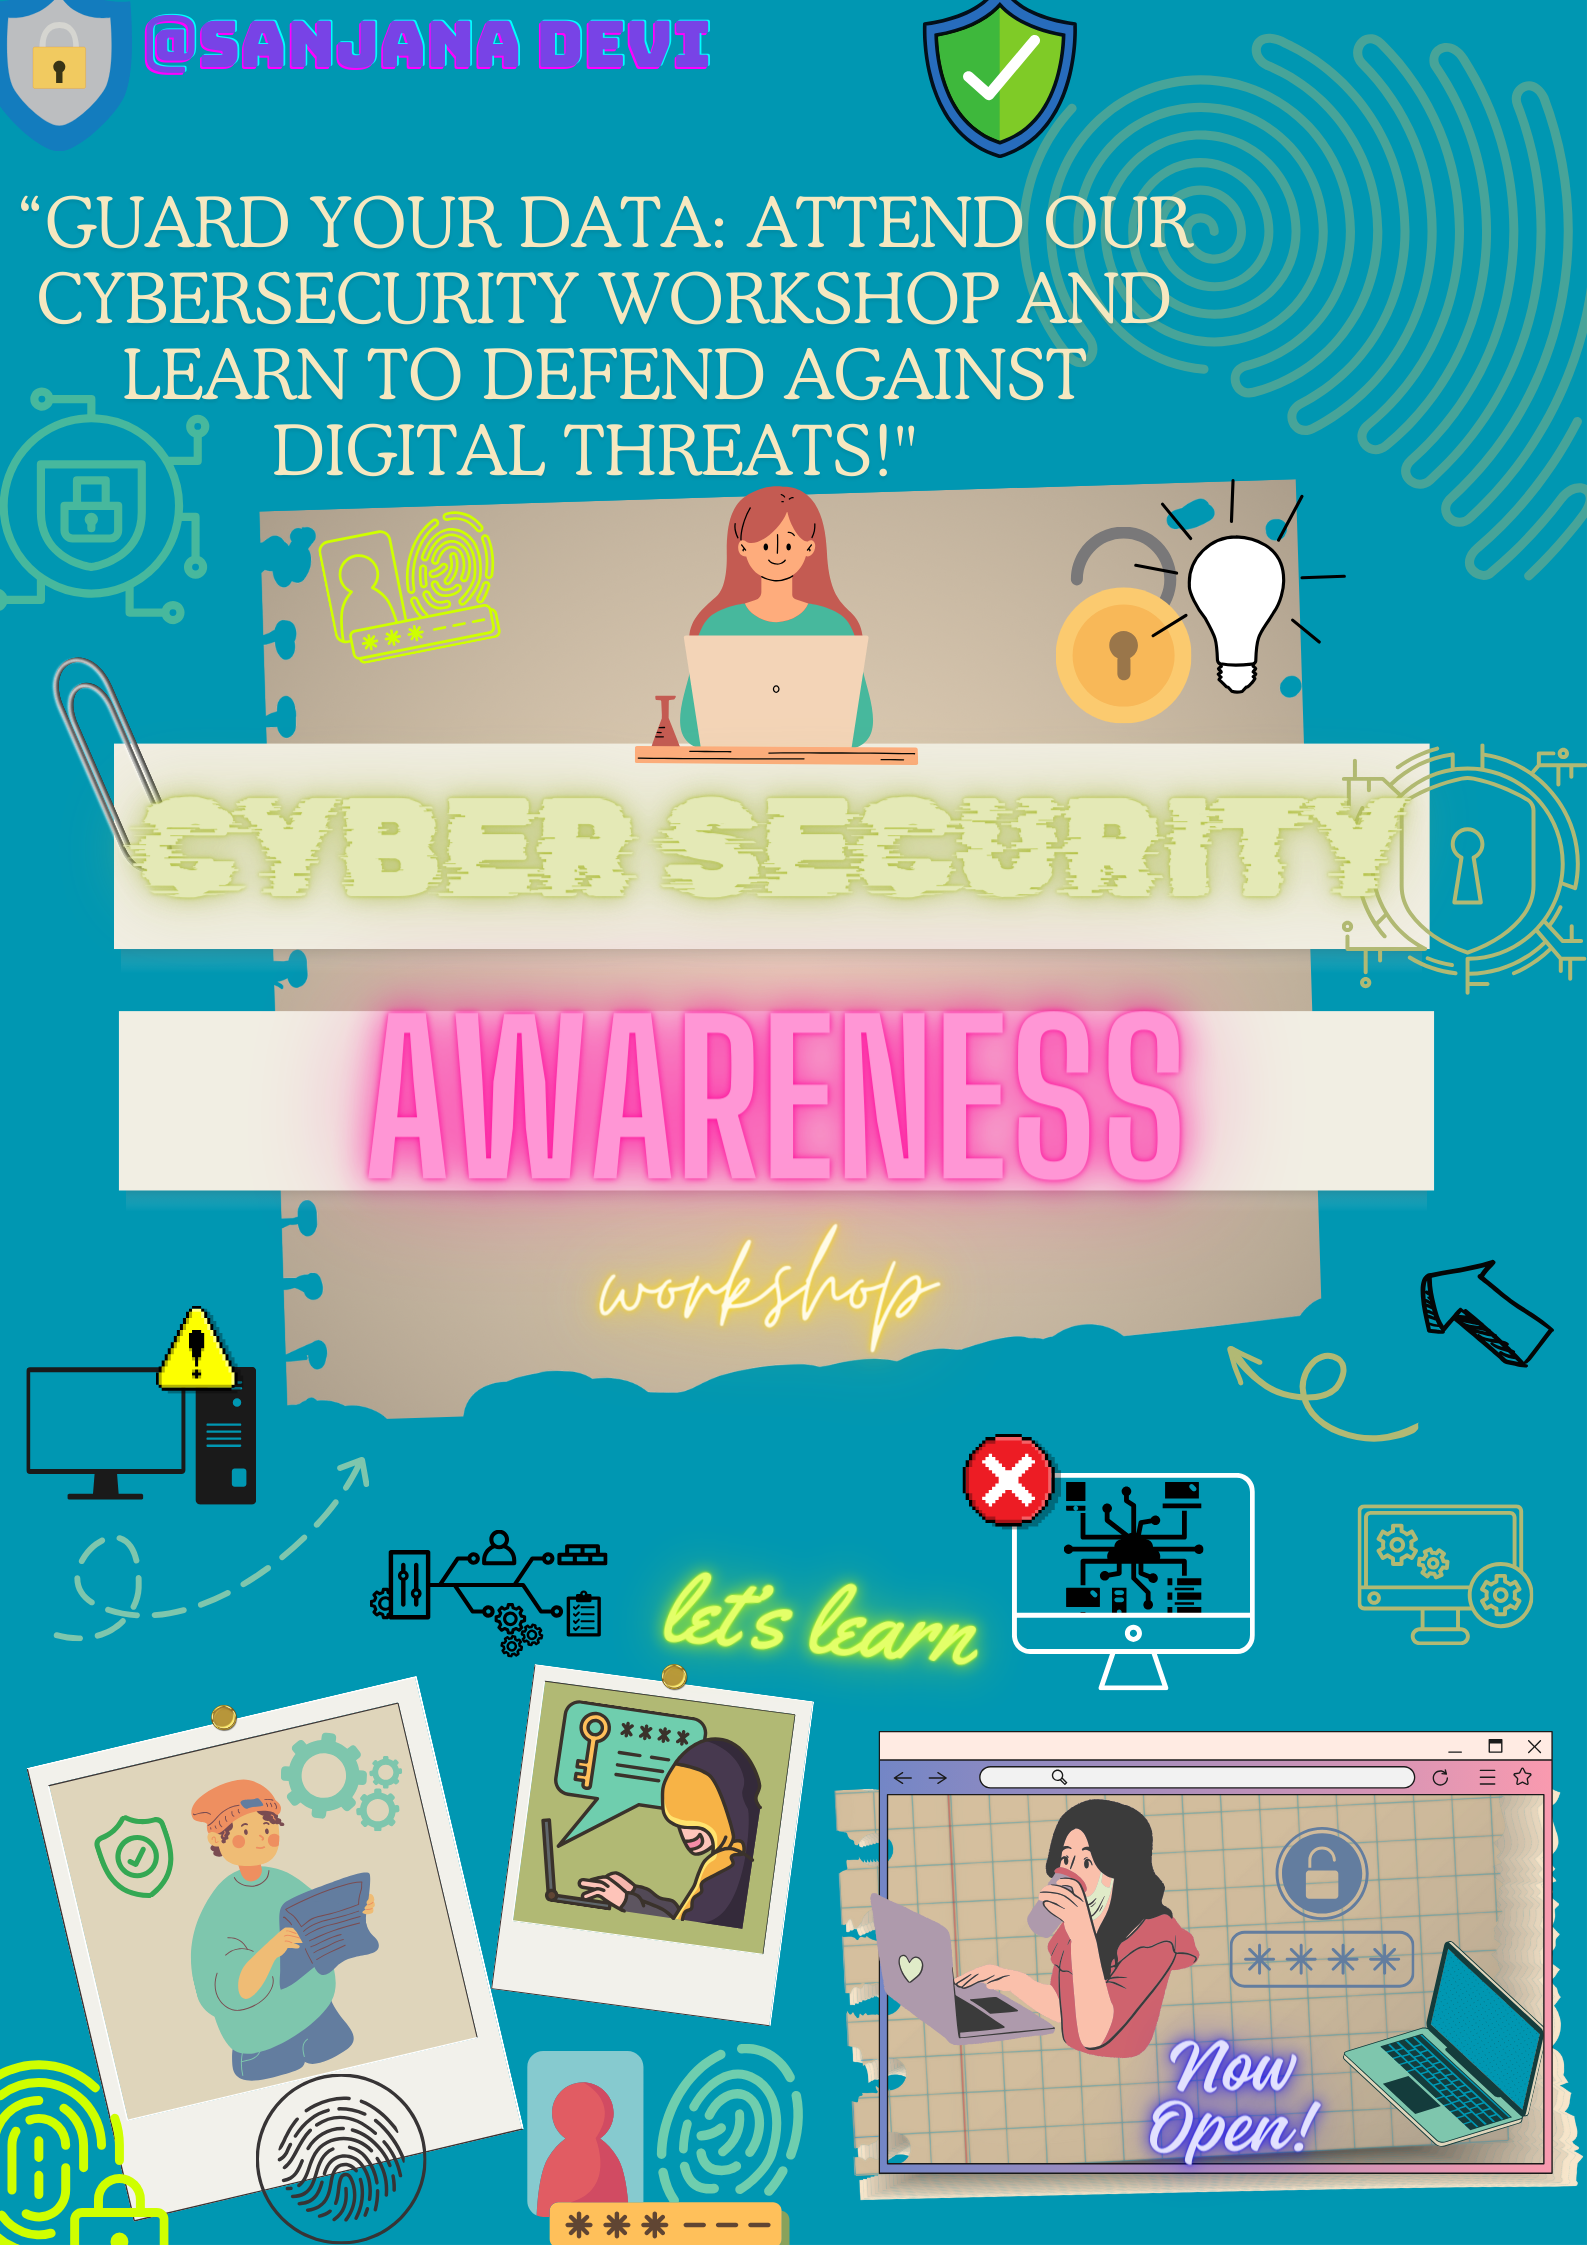 @SANJANA DEVI
“GUARD YOUR DATA: ATTEND OUR
CYBERSECURITY WORKSHOP AND
LEARN TO DEFEND AGAINST
DIGITAL THREATS!"
CYBER SECURITY
AWARENESS
workshop
let's learn
Now
Open!